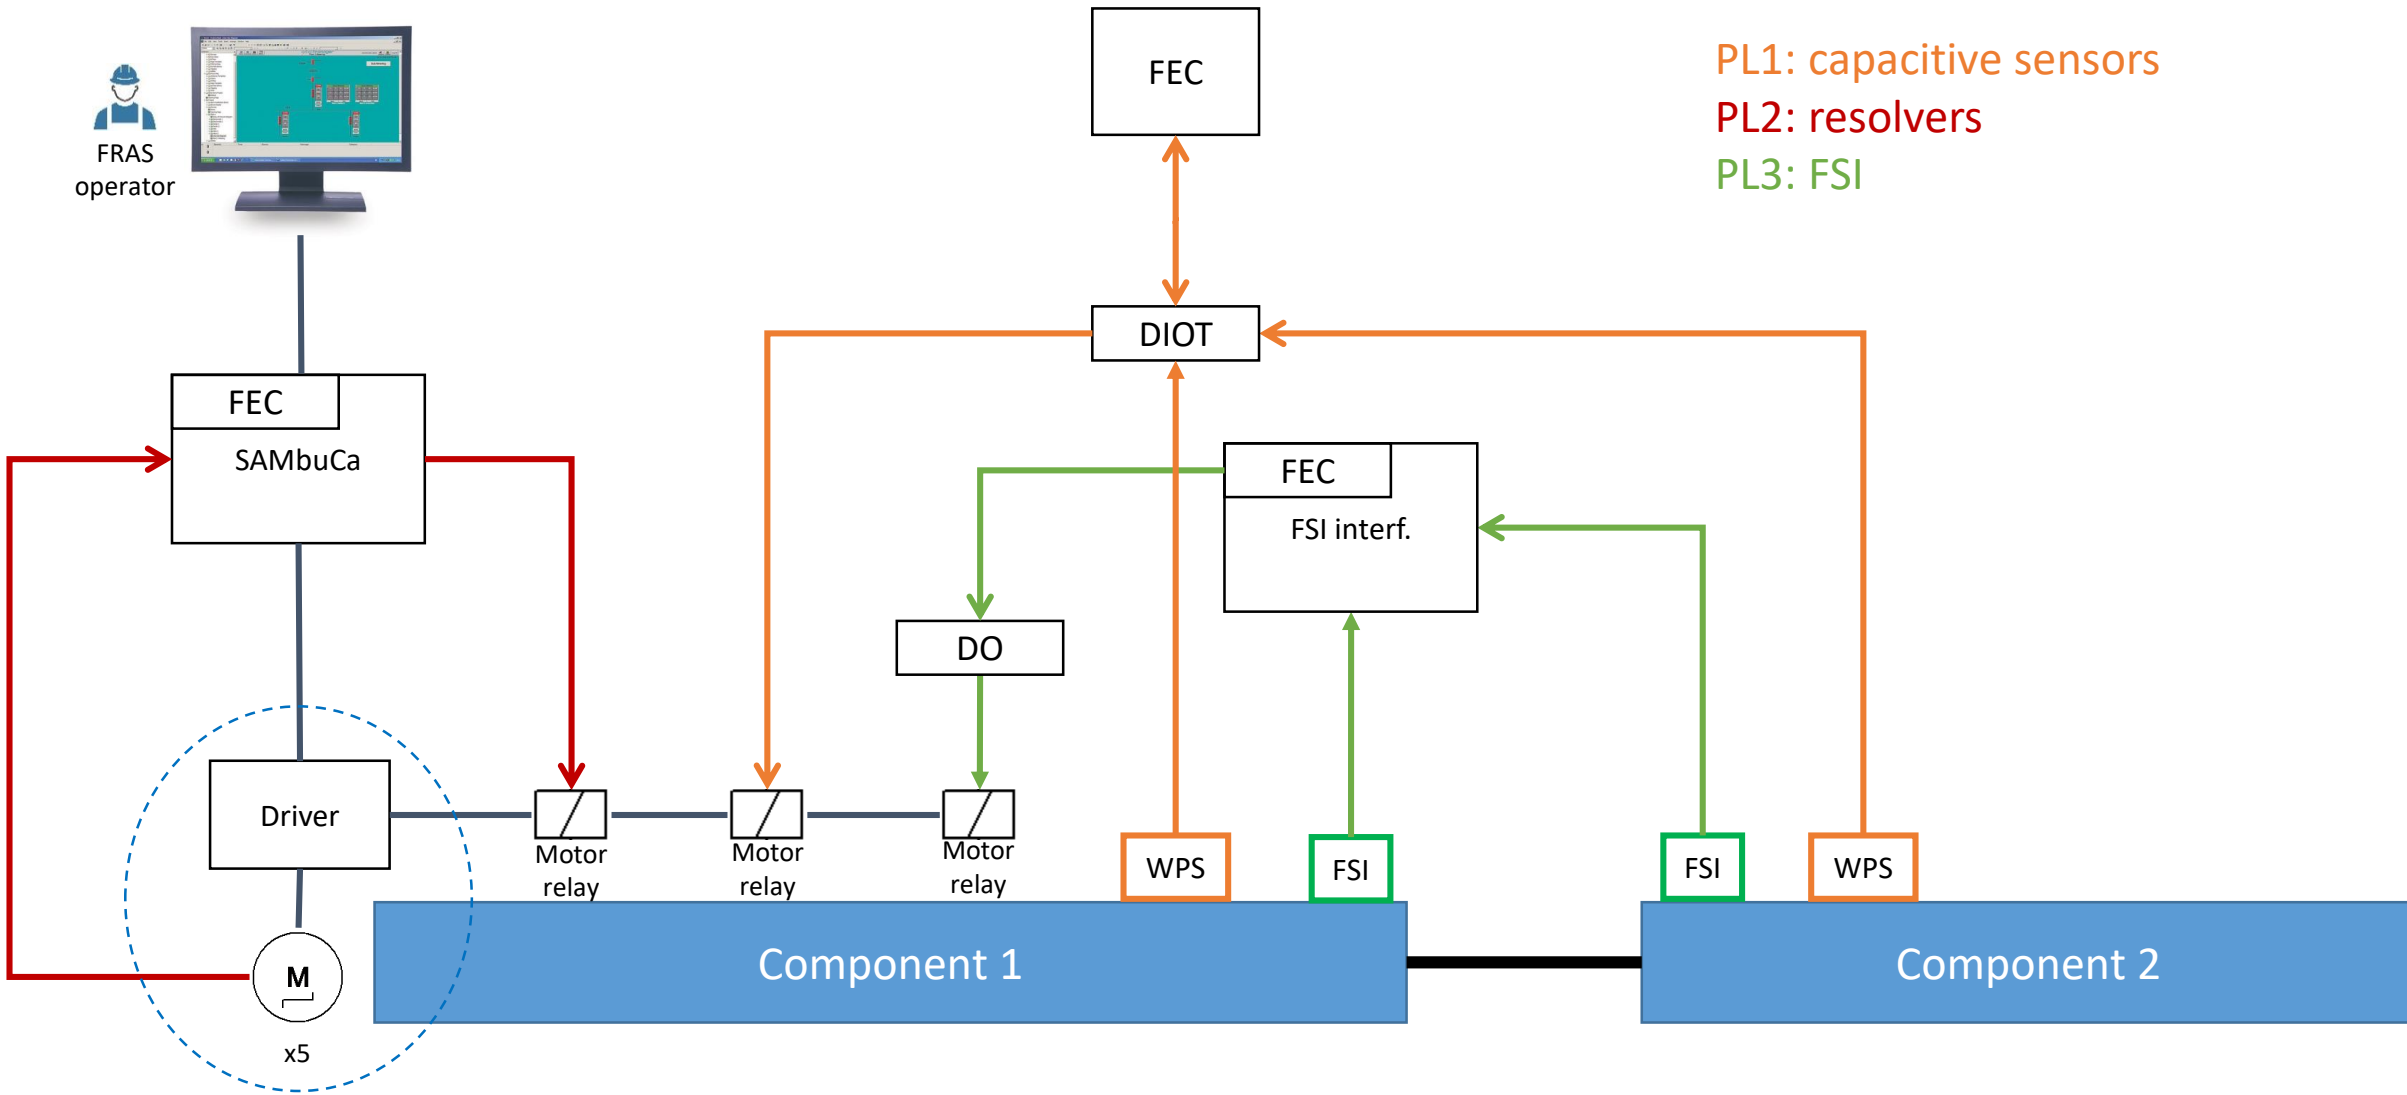 FEC
PL1: capacitive sensors
PL2: resolvers
PL3: FSI
FRAS
operator
DIOT
FEC
SAMbuCa
FEC
FSI interf.
DO
Driver
Motor
relay
Motor
relay
Motor
relay
WPS
FSI
FSI
WPS
M
x5
Component 1
Component 2